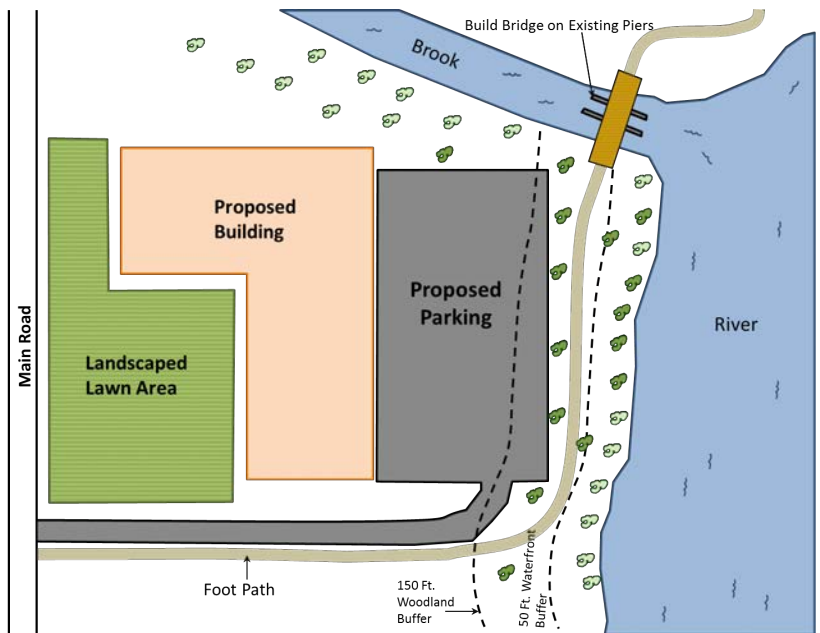 Build Bridge on Existing Piers
Brook
Proposed
Building
Proposed
Parking
River
Main Road
Landscaped
Lawn Area
Foot Path
150 Ft.
Woodland
Buffer
50 Ft. Waterfront
Buffer